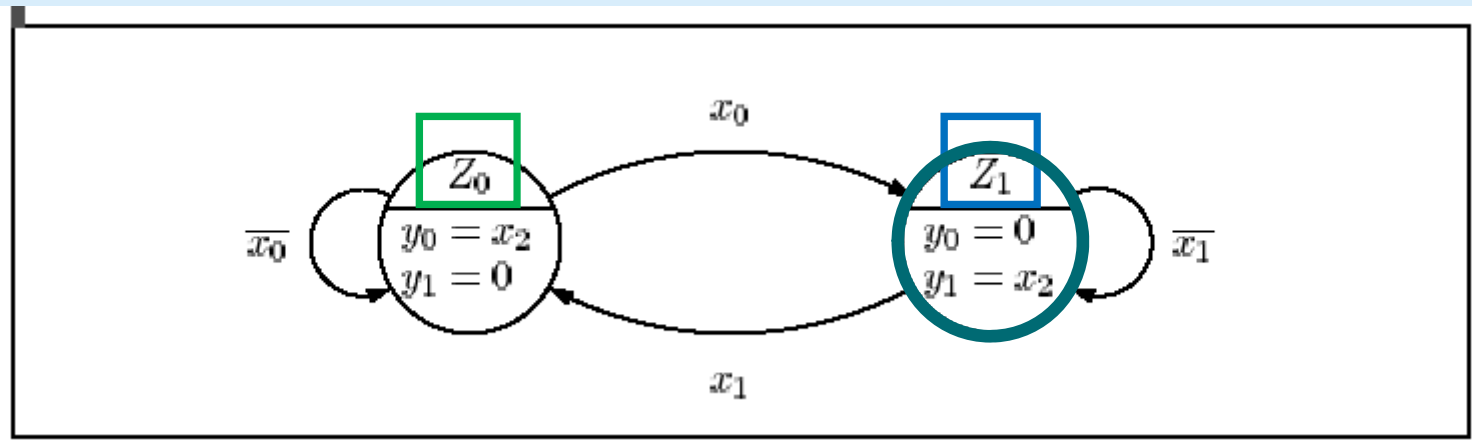 x₀
Z₀
Z₁
x̅₀
y₀ = x₂
y₁ = 0
y₀ = 0
y₁ = x₂
x̅₁
x₁